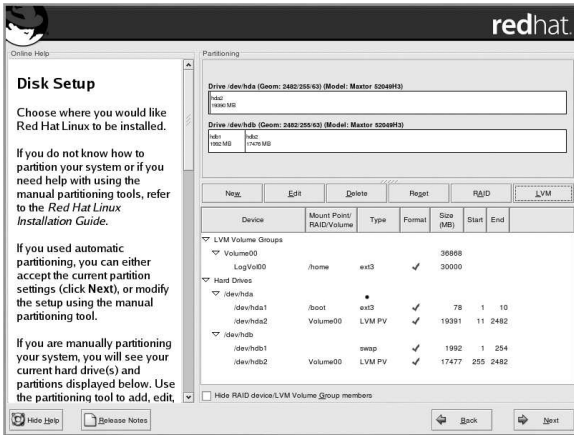 redhat.
Online Help
Partitioning
Disk Setup
Choose where you would like
Red Hat Linux to be installed.
If you do not know how to
partition your system or if you
need help with using the
manual partitioning tools, refer
to the Red Hat Linux
Installation Guide.
If you used automatic
partitioning, you can either
accept the current partition
settings (click Next), or modify
the setup using the manual
partitioning tool.
If you are manually partitioning
your system, you will see your
current hard drive(s) and
partitions displayed below. Use
the partitioning tool to add, edit,
Drive /dev/hda (Geom: 2482/255/63) (Model: Maxtor 52049H3)
hda2
19390 MB
Drive /dev/hdb (Geom: 2482/255/63) (Model: Maxtor 52049H3)
hdb1 hdb2
1992 MB 17476 MB
New Edit Delete Reset RAID LVM
Device Mount Point/ RAID/Volume Type Format Size (MB) Start End
LVM Volume Groups
Volume00 36868
LogVol00 /home ext3 ✓ 30000
Hard Drives
/dev/hda
/dev/hda1 /boot ext3 ✓ 78 1 10
/dev/hda2 Volume00 LVM PV ✓ 19391 11 2482
/dev/hdb
/dev/hdb1 swap ✓ 1992 1 254
/dev/hdb2 Volume00 LVM PV ✓ 17477 255 2482
Hide RAID device/LVM Volume Group members
Hide Help Release Notes Back Next